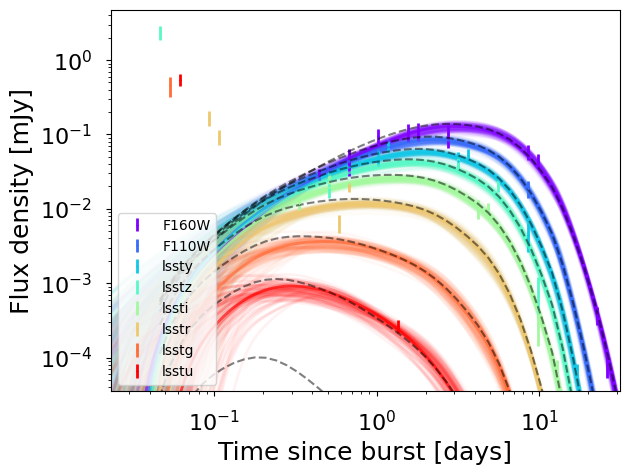 Flux density [mJy]
10^0
10^-1
10^-2
10^-3
10^-4
F160W
F110W
lssty
lsstz
lssti
lsstr
lsstg
lsstu
10^-1 10^0 10^1
Time since burst [days]